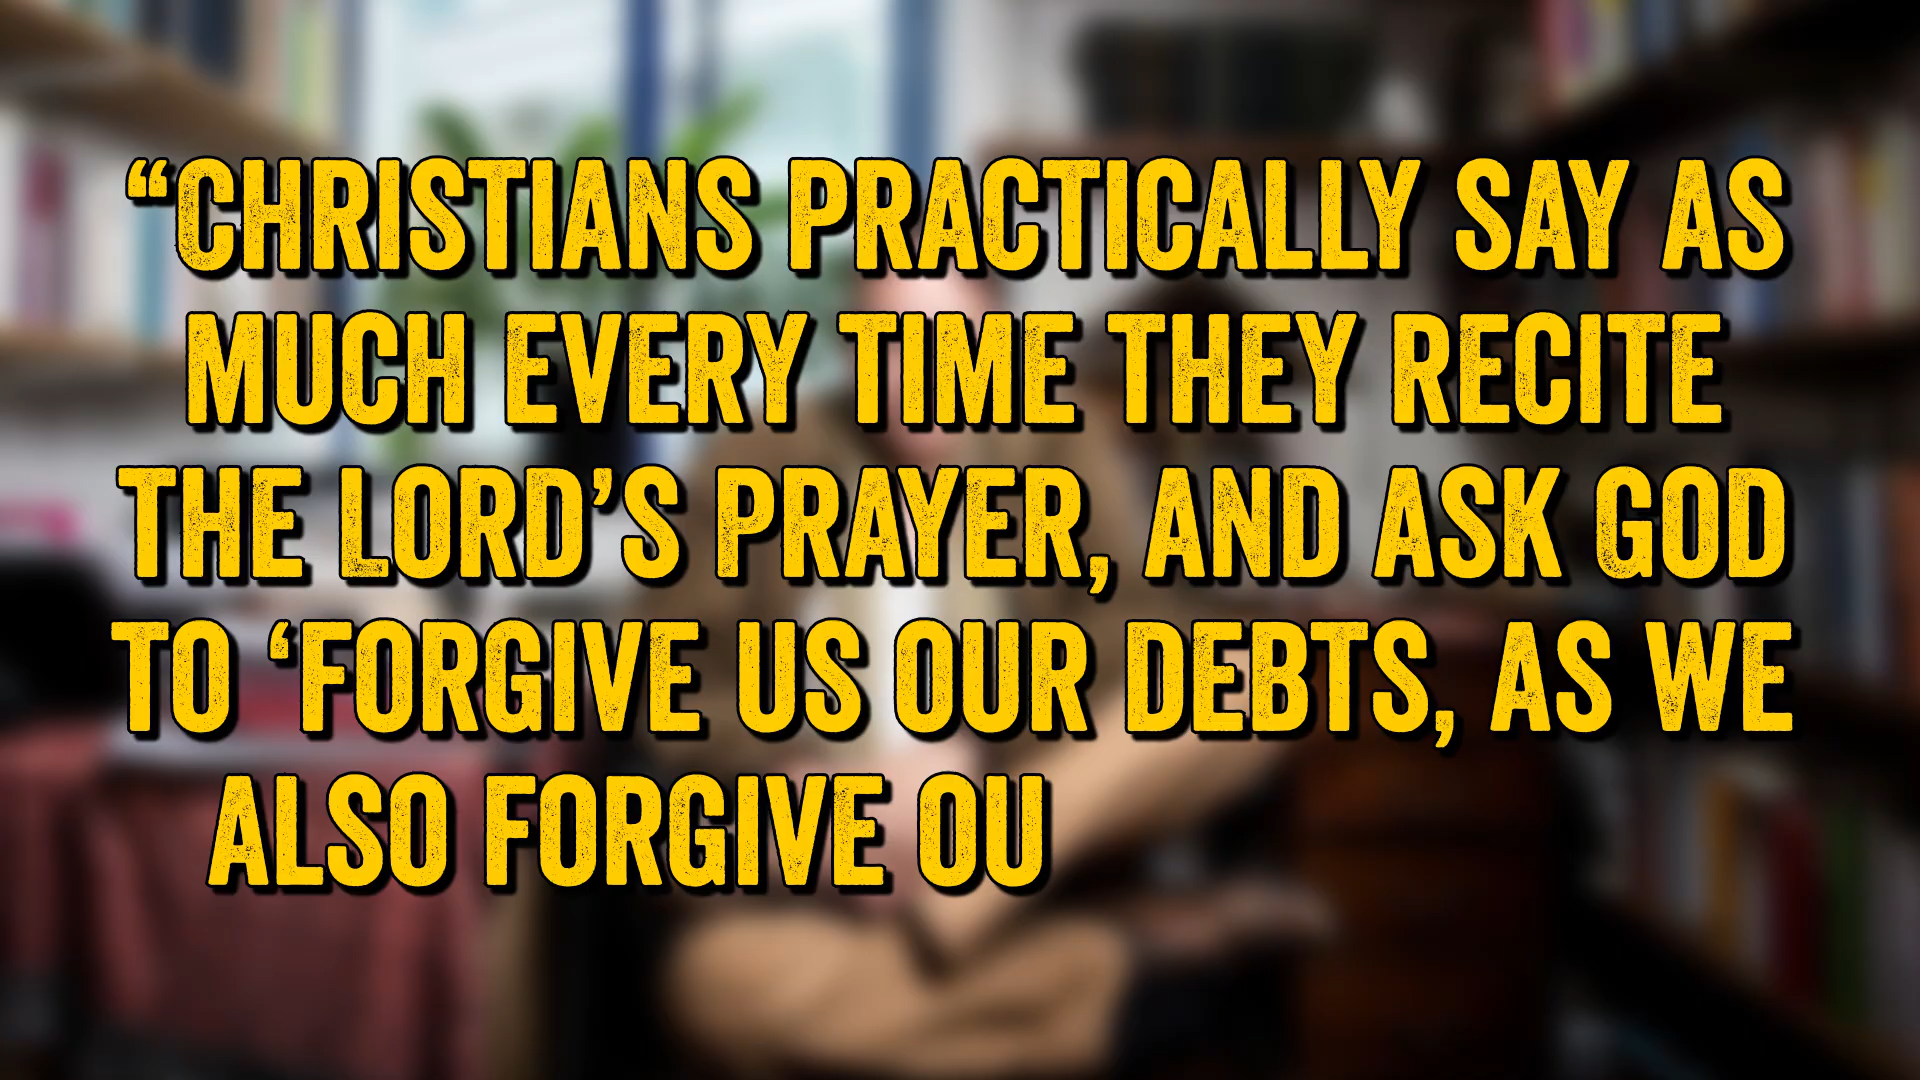 “CHRISTIANS PRACTICALLY SAY AS
MUCH EVERY TIME THEY RECITE
THE LORD’S PRAYER, AND ASK GOD
TO ‘FORGIVE US OUR DEBTS, AS WE
ALSO FORGIVE OU